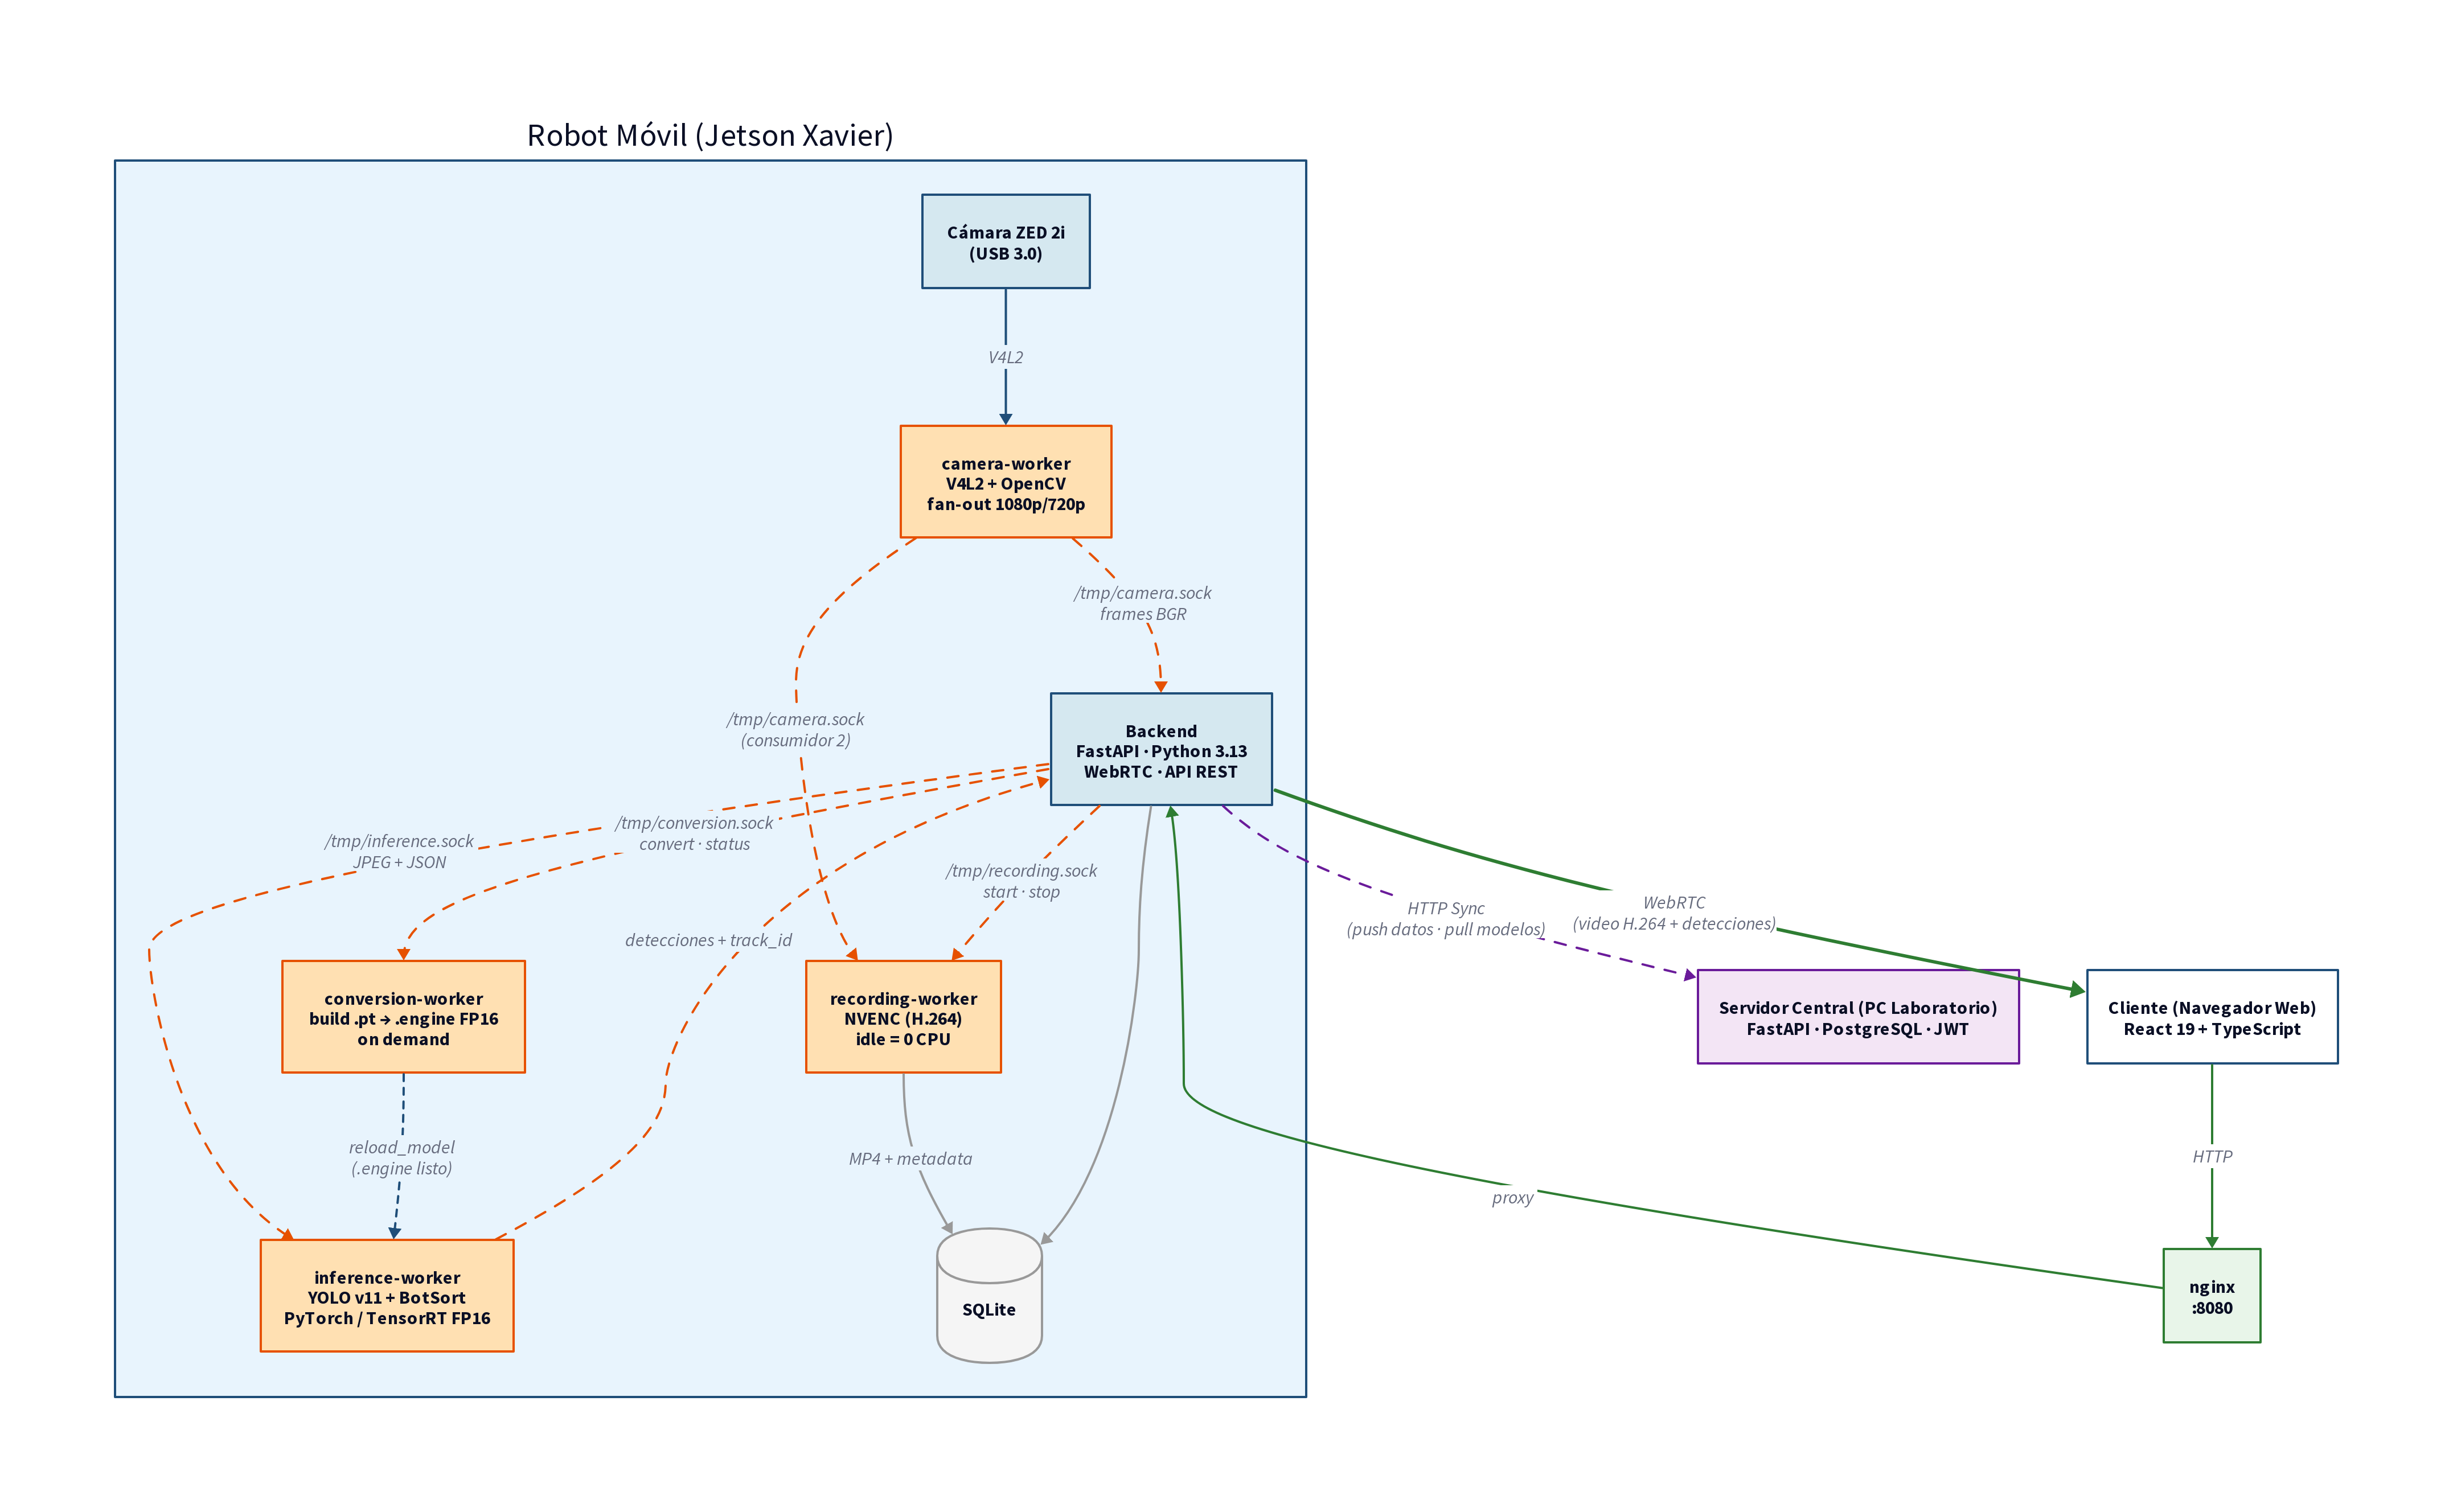 Robot Móvil (Jetson Xavier)
Cámara ZED 2i
(USB 3.0)
V4L2
camera-worker
V4L2 + OpenCV
fan-out 1080p/720p
/tmp/camera.sock
frames BGR
/tmp/camera.sock
(consumidor 2)
Backend
FastAPI · Python 3.13
WebRTC · API REST
/tmp/conversion.sock
convert · status
/tmp/inference.sock
JPEG + JSON
/tmp/recording.sock
start · stop
detecciones + track_id
HTTP Sync
(push datos · pull modelos)
WebRTC
(video H.264 + detecciones)
conversion-worker
build .pt → .engine FP16
on demand
recording-worker
NVENC (H.264)
idle = 0 CPU
Servidor Central (PC Laboratorio)
FastAPI · PostgreSQL · JWT
Cliente (Navegador Web)
React 19 + TypeScript
reload_model
(.engine listo)
MP4 + metadata
HTTP
proxy
inference-worker
YOLO v11 + BotSort
PyTorch / TensorRT FP16
SQLite
nginx
:8080